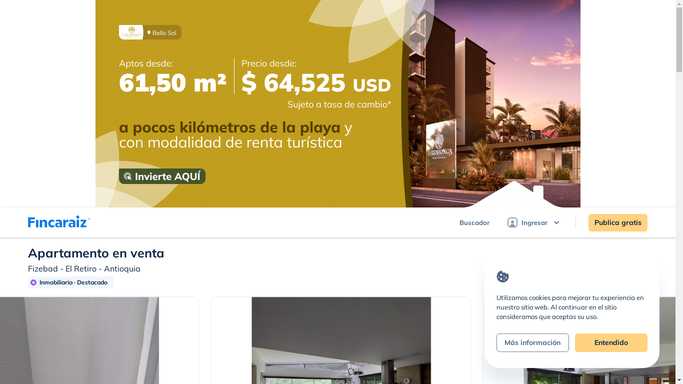 Bello Sol
Aptos desde:
61,50 m²
Precio desde:
$ 64,525 USD
Sujeto a tasa de cambio*
a pocos kilómetros de la playa y
con modalidad de renta turística
Invierte AQUÍ
Fincaraiz
Buscador
Ingresar
Publica gratis
Apartamento en venta
Fizebad - El Retiro - Antioquia
Inmobiliaria · Destacado
Utilizamos cookies para mejorar tu experiencia en
nuestro sitio web. Al continuar en el sitio
consideramos que aceptas su uso.
Más información
Entendido